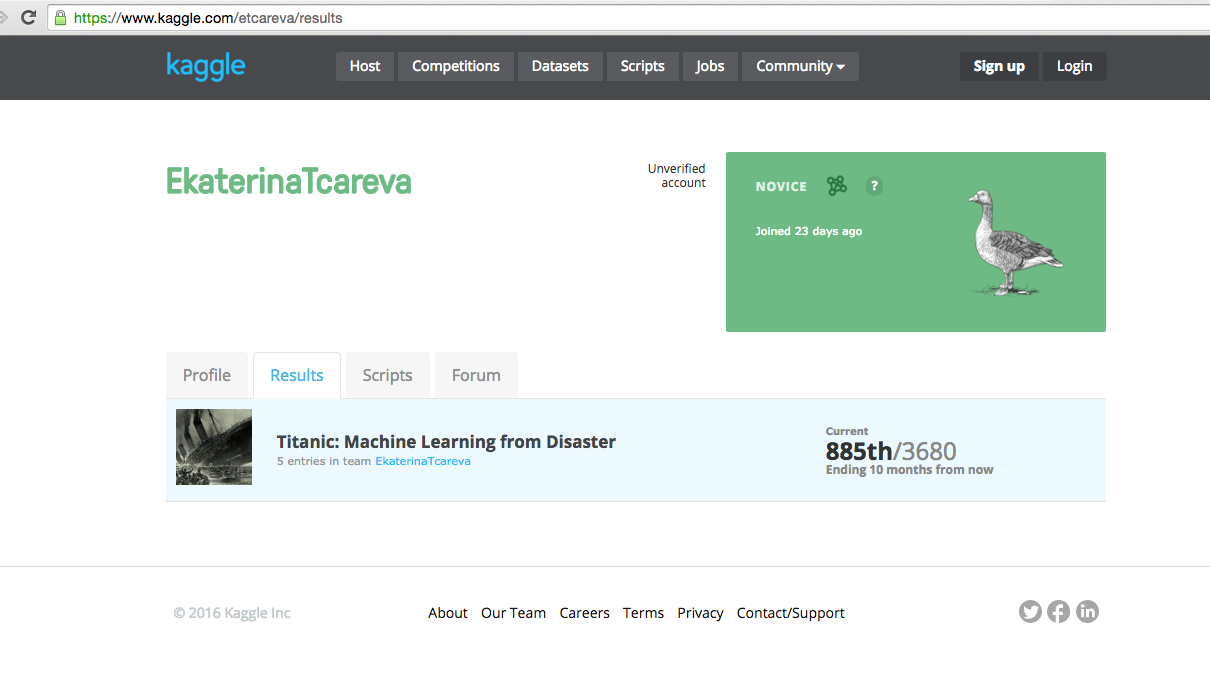 https://www.kaggle.com/etcareva/results
kaggle
Host Competitions Datasets Scripts Jobs Community Sign up Login
EkaterinaTcareva
Unverified
account
NOVICE ?
Joined 23 days ago
Profile Results Scripts Forum
Titanic: Machine Learning from Disaster
5 entries in team EkaterinaTcareva
Current
885th/3680
Ending 10 months from now
© 2016 Kaggle Inc About Our Team Careers Terms Privacy Contact/Support